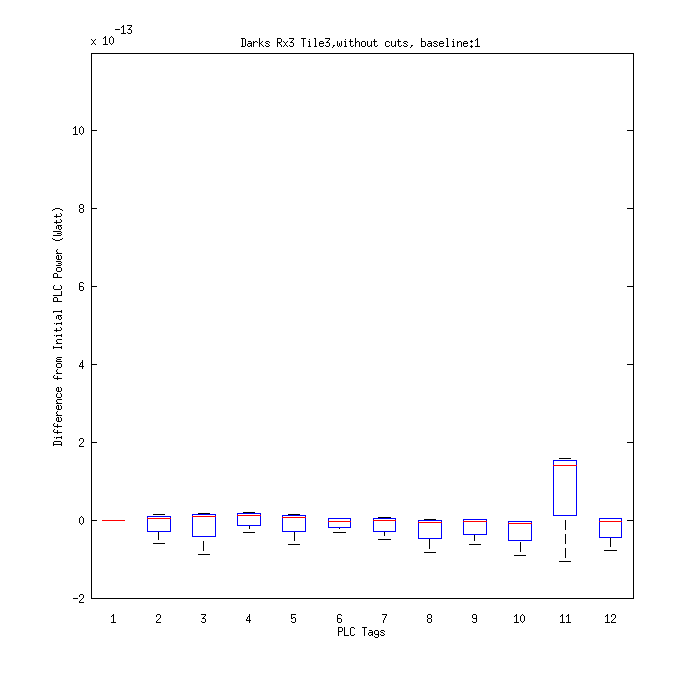 x 10
-13
Darks Rx3 Tile3,without cuts, baseline:1
Difference from Initial PLC Power (Watt)
10
8
6
4
2
0
-2
1 2 3 4 5 6 7 8 9 10 11 12
PLC Tags